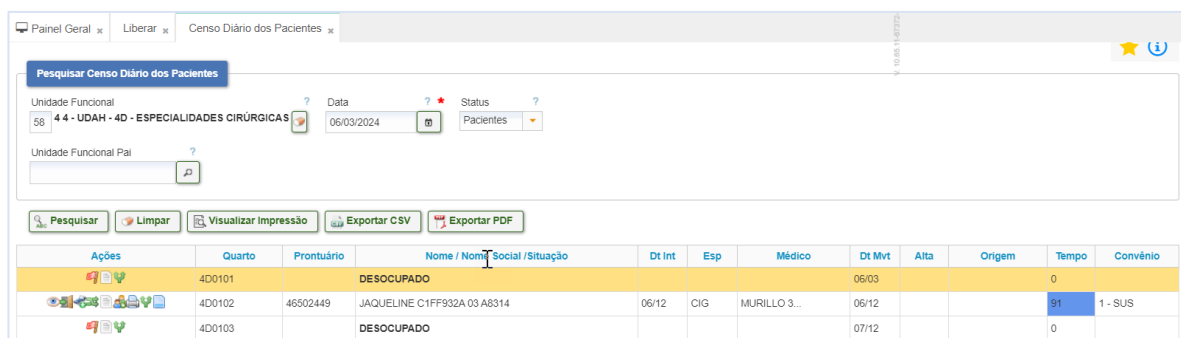 Painel Geral x Liberar x Censo Diário dos Pacientes x
Pesquisar Censo Diário dos Pacientes
Unidade Funcional ? Data ? * Status ?
58 4 4 - UDAH - 4D - ESPECIALIDADES CIRÚRGICAS 06/03/2024 Pacientes
Unidade Funcional Pai ?
Pesquisar Limpar Visualizar Impressão Exportar CSV Exportar PDF
Ações Quarto Prontuário Nome / Nome Social /Situação Dt Int Esp Médico Dt Mvt Alta Origem Tempo Convênio
4D0101 DESOCUPADO 06/03 0
4D0102 46502449 JAQUELINE C1FF932A 03 A8314 06/12 CIG MURILLO 3... 06/12 91 1 - SUS
4D0103 DESOCUPADO 07/12 0